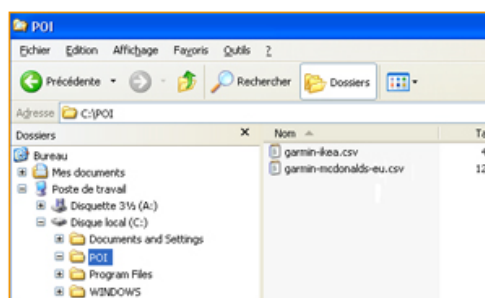 POI
Fichier Edition Affichage Favoris Outils ?
Précédente Rechercher Dossiers
Adresse C:\POI
Dossiers x Nom
Bureau
garmin-ikea.csv
Mes documents
garmin-mcdonalds-eu.csv
Poste de travail
Disquette 3½ (A:)
Disque local (C:)
Documents and Settings
POI
Program Files
WINDOWS